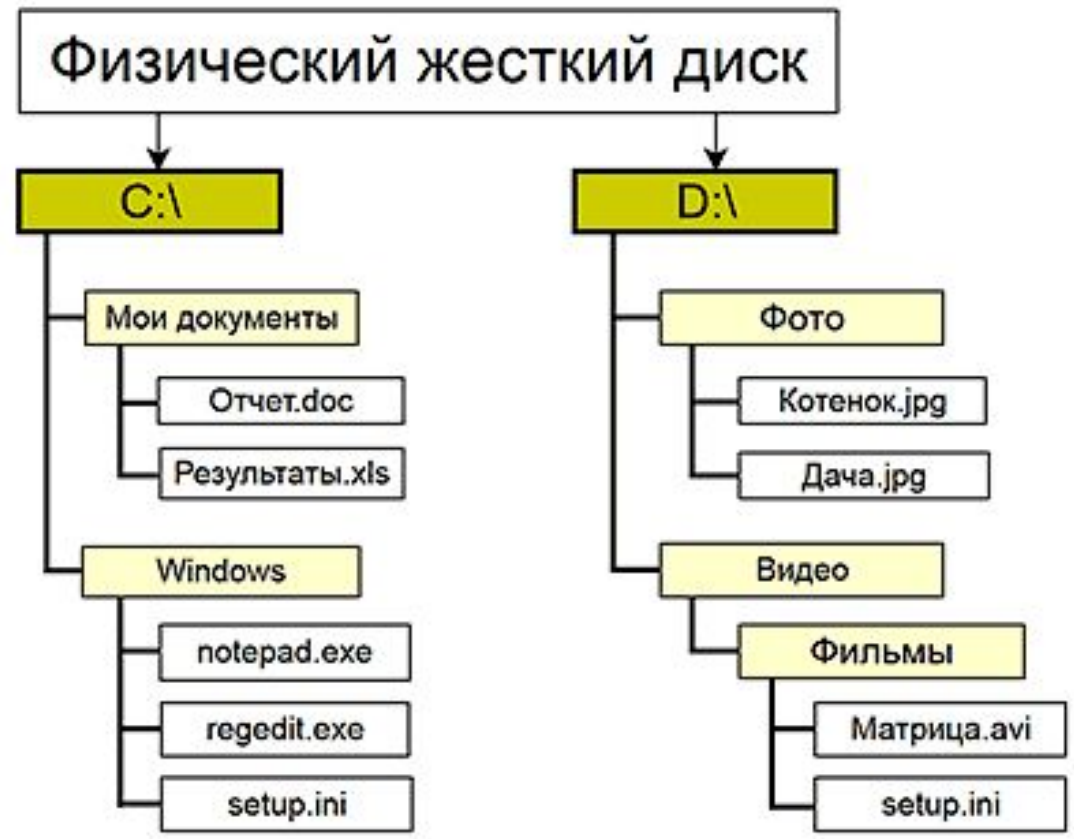 Физический жесткий диск
C:\
Мои документы
Отчет.doc
Результаты.xls
Windows
notepad.exe
regedit.exe
setup.ini
D:\
Фото
Котенок.jpg
Дача.jpg
Видео
Фильмы
Матрица.avi
setup.ini